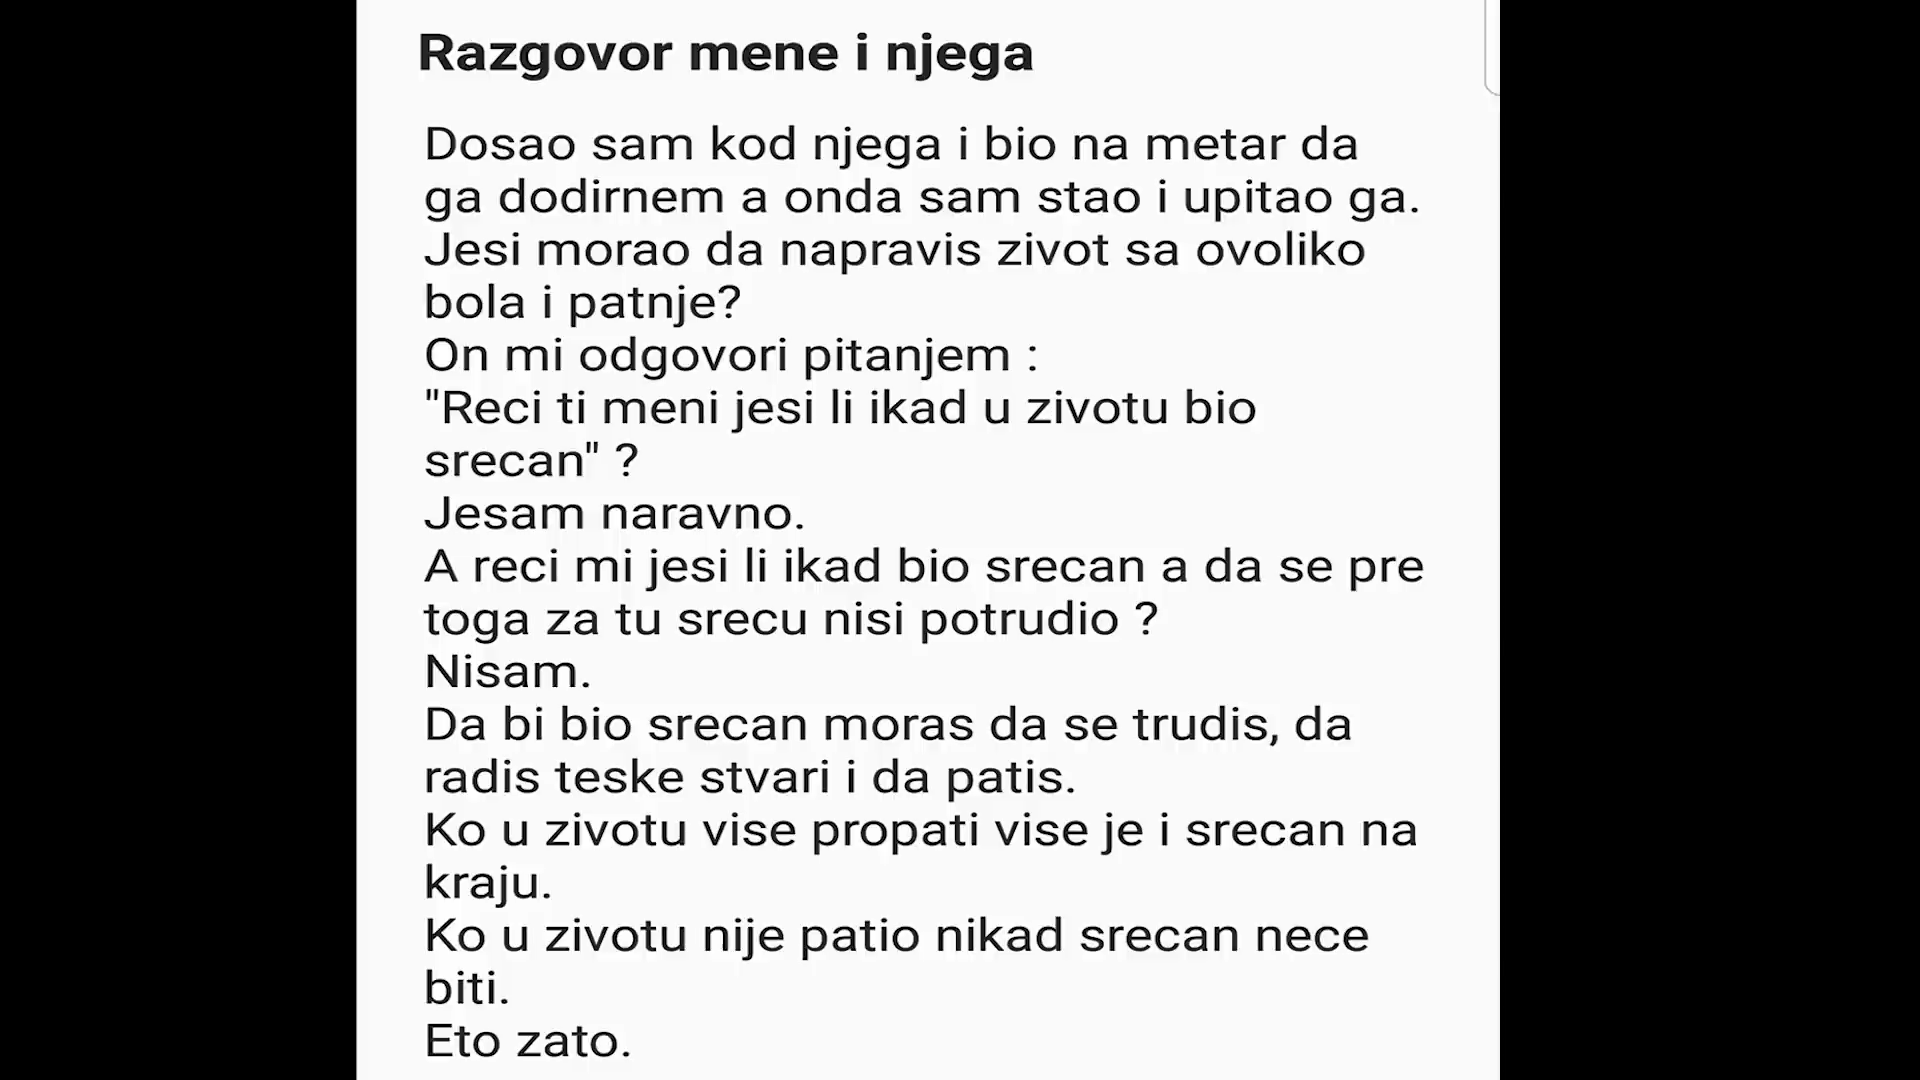 Razgovor mene i njega
Dosao sam kod njega i bio na metar da
ga dodirnem a onda sam stao i upitao ga.
Jesi morao da napravis zivot sa ovoliko
bola i patnje?
On mi odgovori pitanjem :
"Reci ti meni jesi li ikad u zivotu bio
srecan" ?
Jesam naravno.
A reci mi jesi li ikad bio srecan a da se pre
toga za tu srecu nisi potrudio ?
Nisam.
Da bi bio srecan moras da se trudis, da
radis teske stvari i da patis.
Ko u zivotu vise propati vise je i srecan na
kraju.
Ko u zivotu nije patio nikad srecan nece
biti.
Eto zato.